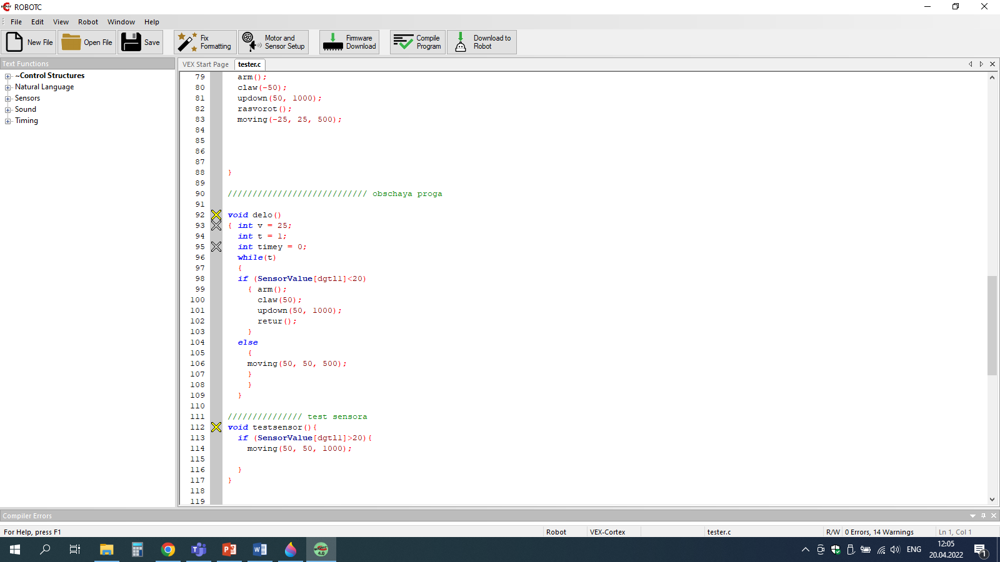 ROBOTC
File Edit View Robot Window Help
New File Open File Save Fix Formatting Motor and Sensor Setup Firmware Download Compile Program Download to Robot
Text Functions
~Control Structures
Natural Language
Sensors
Sound
Timing
VEX Start Page tester.c
79 arm();
80 claw(-50);
81 updown(50, 1000);
82 rasvorot();
83 moving(-25, 25, 500);
84
85
86
87
88 }
89
90 //////////////////////////// obschaya proga
91
92 void delo()
93 { int v = 25;
94 int t = 1;
95 int timey = 0;
96 while(t)
97 {
98 if (SensorValue[dgtl1]<20)
99 { arm();
100 claw(50);
101 updown(50, 1000);
102 retur();
103 }
104 else
105 {
106 moving(50, 50, 500);
107 }
108 }
109 }
110
111 /////////////// test sensora
112 void testsensor(){
113 if (SensorValue[dgtl1]>20){
114 moving(50, 50, 1000);
115
116 }
117 }
118
119
Compiler Errors
For Help, press F1 Robot VEX-Cortex tester.c R/W 0 Errors, 14 Warnings Ln 1, Col 1
4.0 ENG 12:05
20.04.2022 1